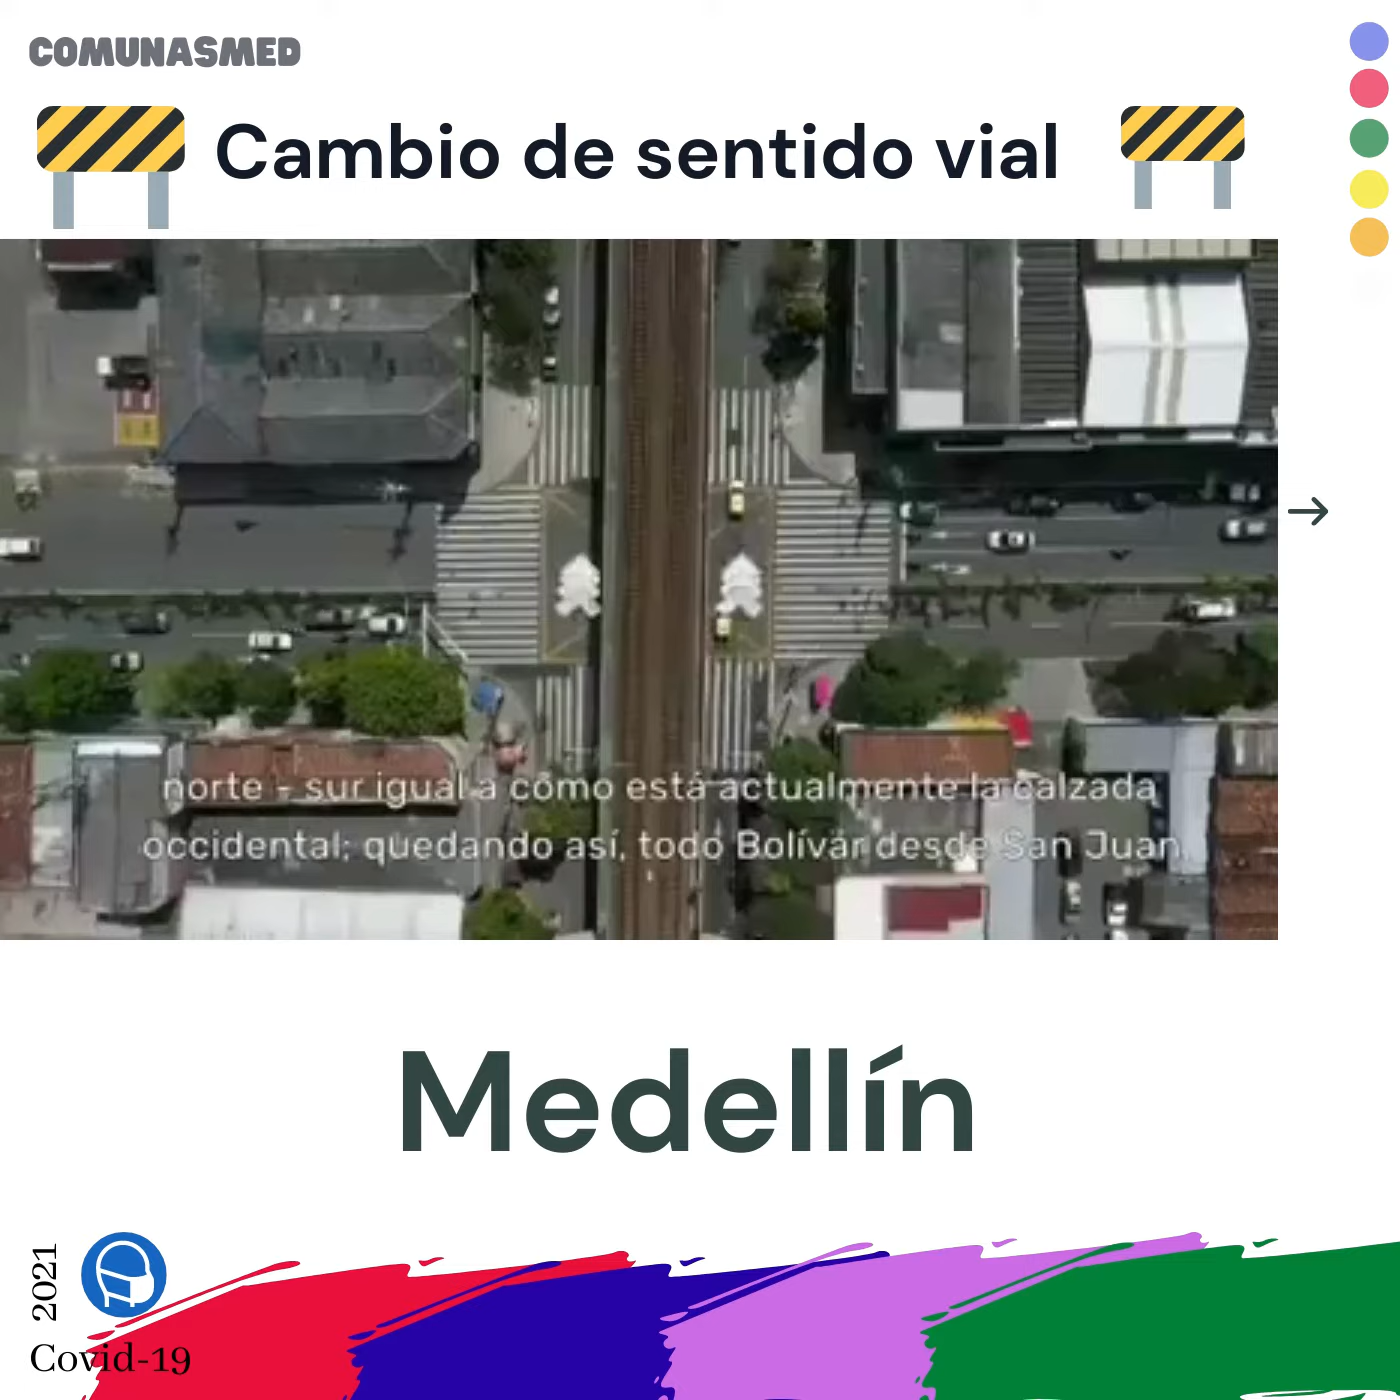 COMUNASMED
Cambio de sentido vial
norte - sur igual a cómo está actualmente la calzada
occidental; quedando así, todo Bolívar desde San Juan,
Medellín
2021
Covid-19